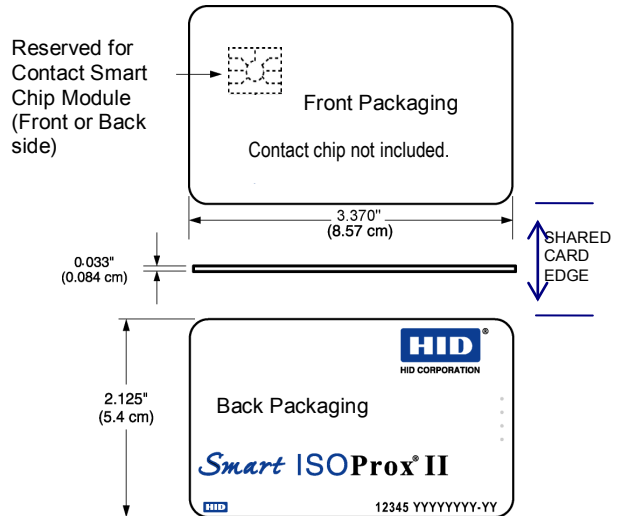 Reserved for
Contact Smart
Chip Module
(Front or Back
side)
Front Packaging
Contact chip not included.
3.370"
(8.57 cm)
0.033"
(0.084 cm)
SHARED
CARD
EDGE
HID®
HID CORPORATION
2.125"
(5.4 cm)
Back Packaging
Smart ISOProx® II
HID
12345 YYYYYYYY-YY